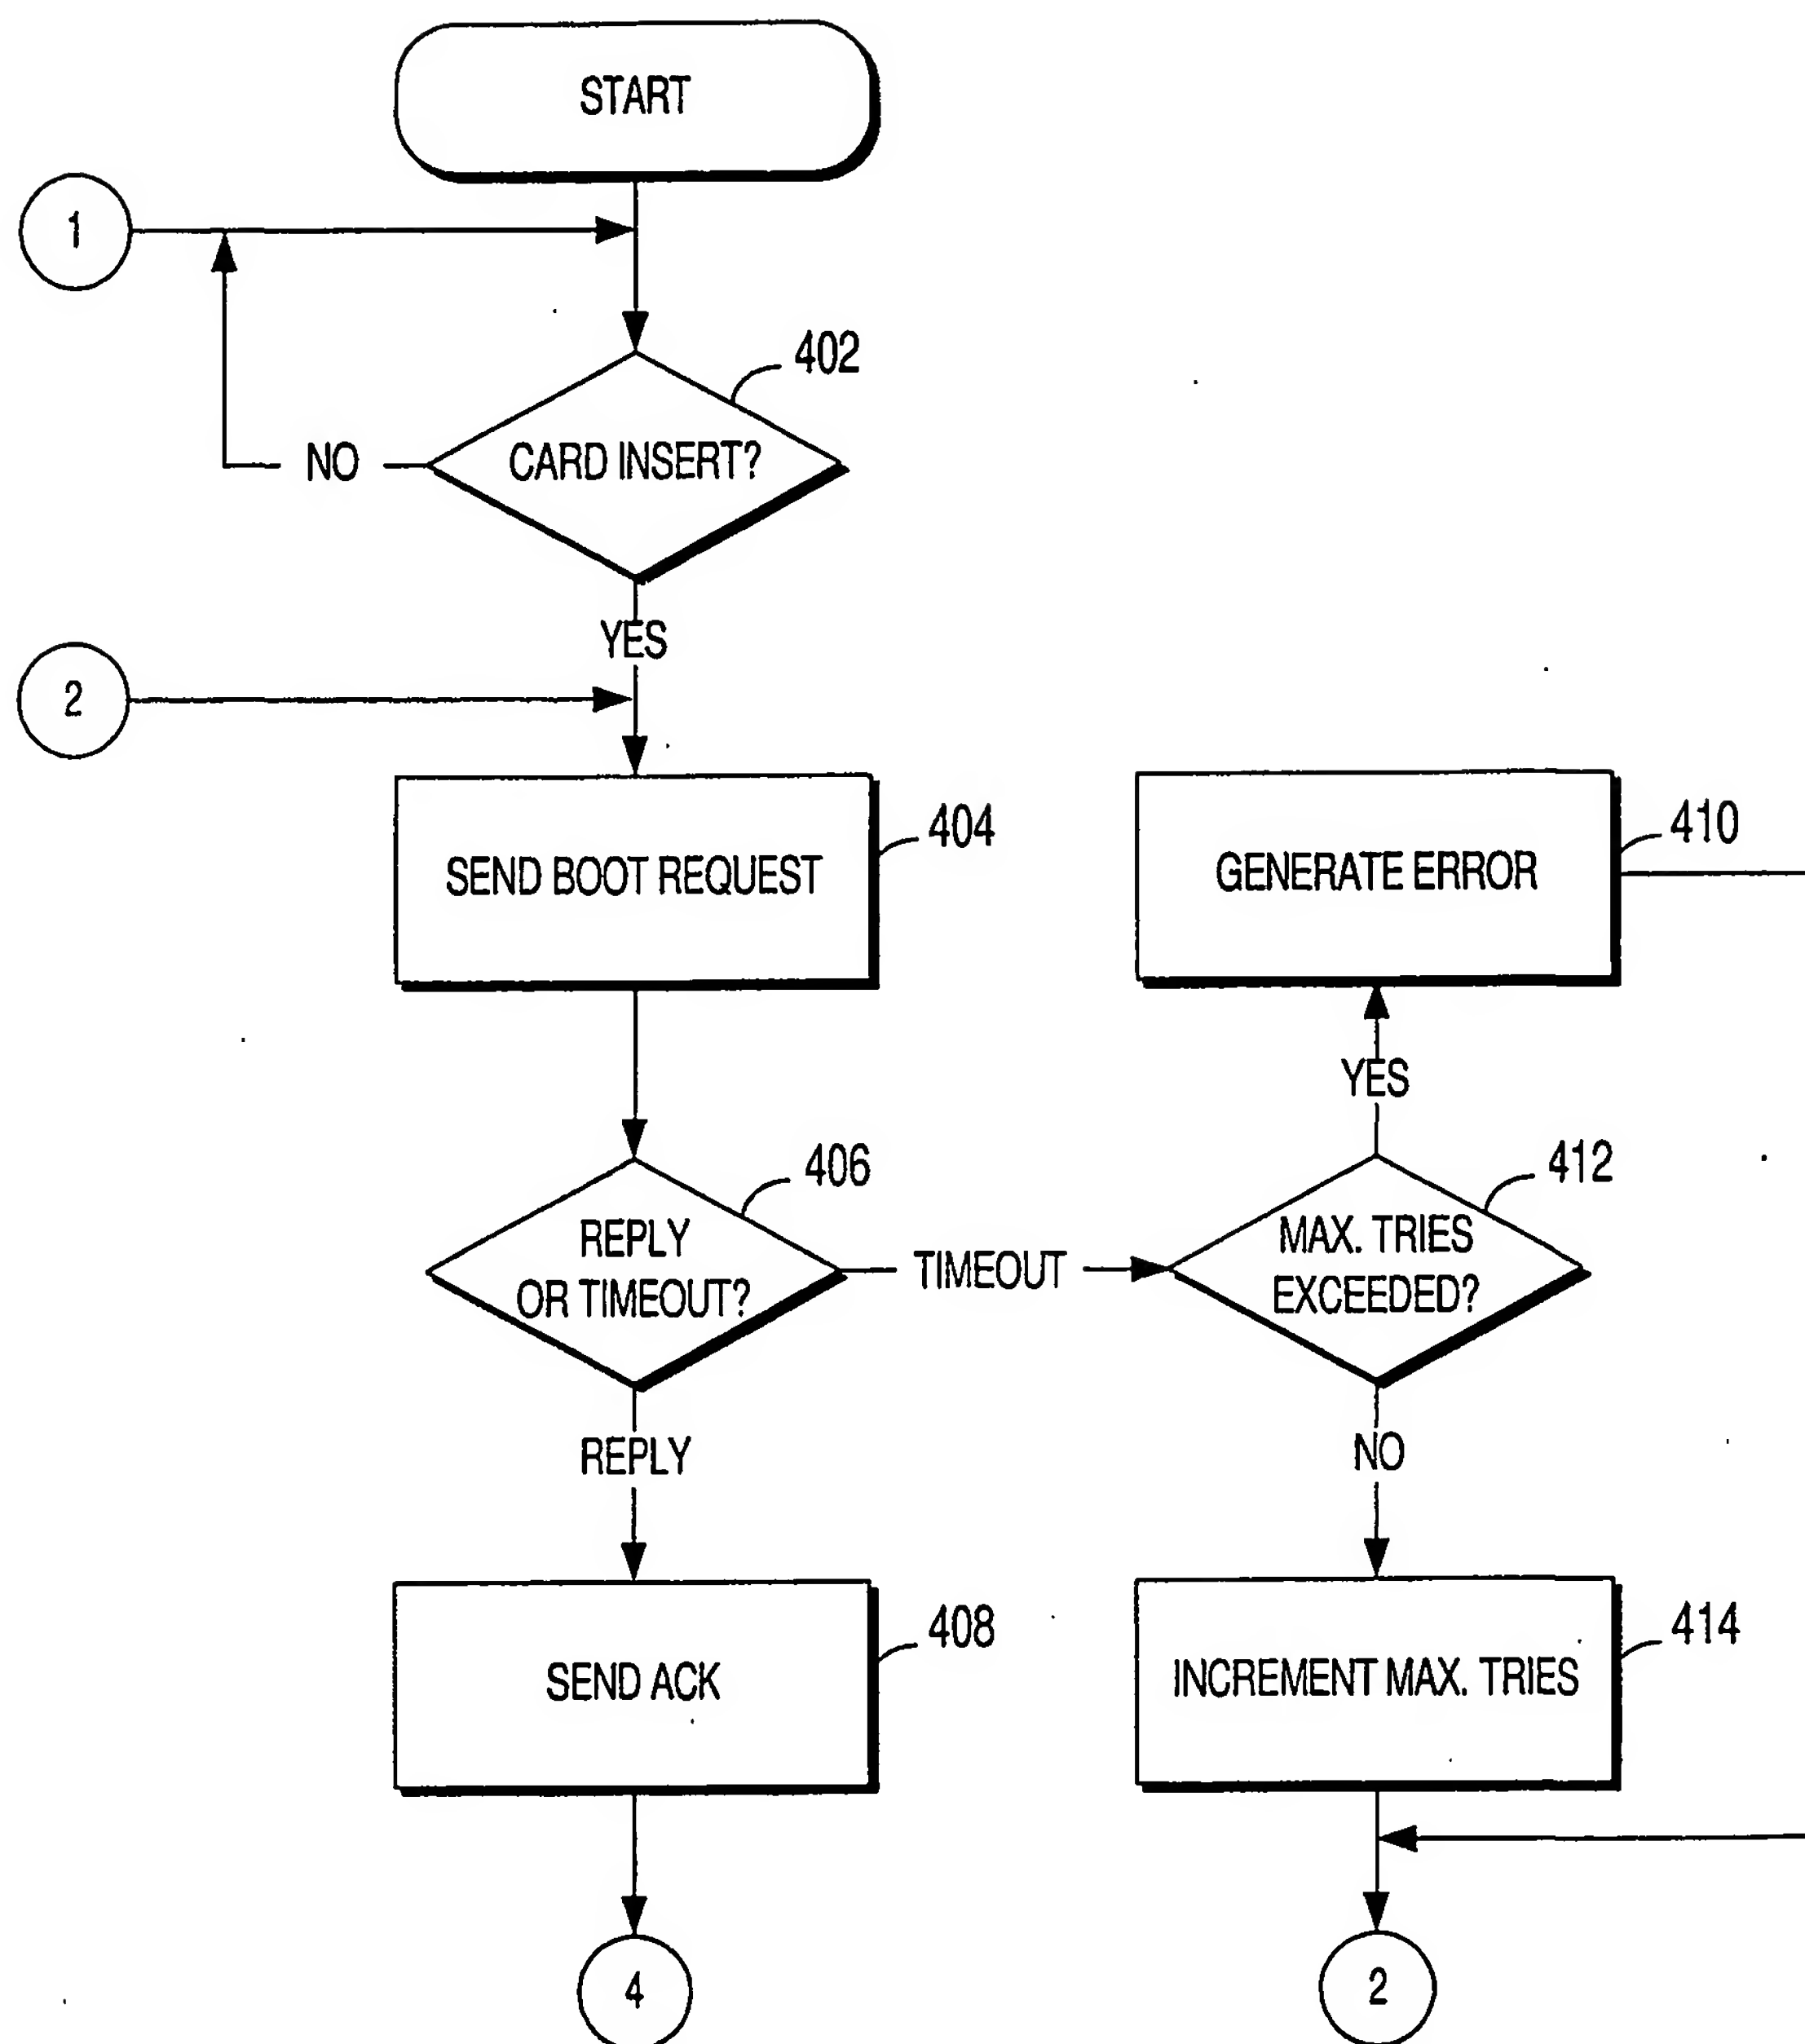 START
1
402
CARD INSERT?
NO
YES
2
404
SEND BOOT REQUEST
410
GENERATE ERROR
YES
406
REPLY
OR TIMEOUT?
TIMEOUT
412
MAX. TRIES
EXCEEDED?
REPLY
NO
408
SEND ACK
414
INCREMENT MAX. TRIES
4
2